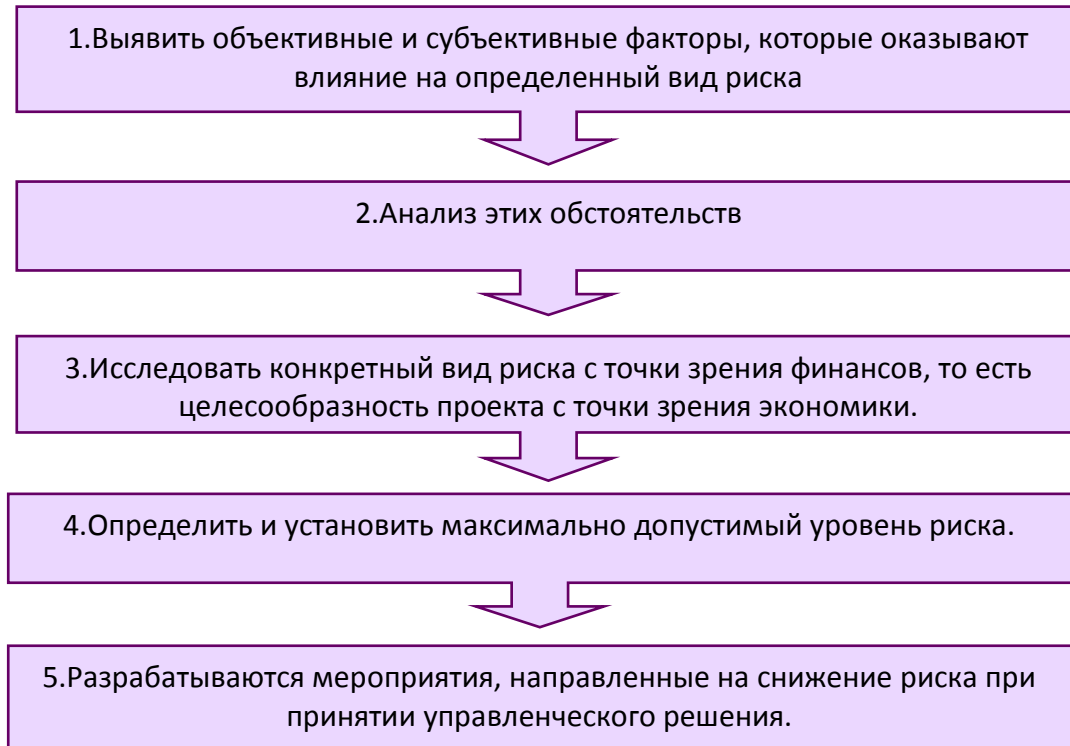 1.Выявить объективные и субъективные факторы, которые оказывают
влияние на определенный вид риска
2.Анализ этих обстоятельств
3.Исследовать конкретный вид риска с точки зрения финансов, то есть
целесообразность проекта с точки зрения экономики.
4.Определить и установить максимально допустимый уровень риска.
5.Разрабатываются мероприятия, направленные на снижение риска при
принятии управленческого решения.